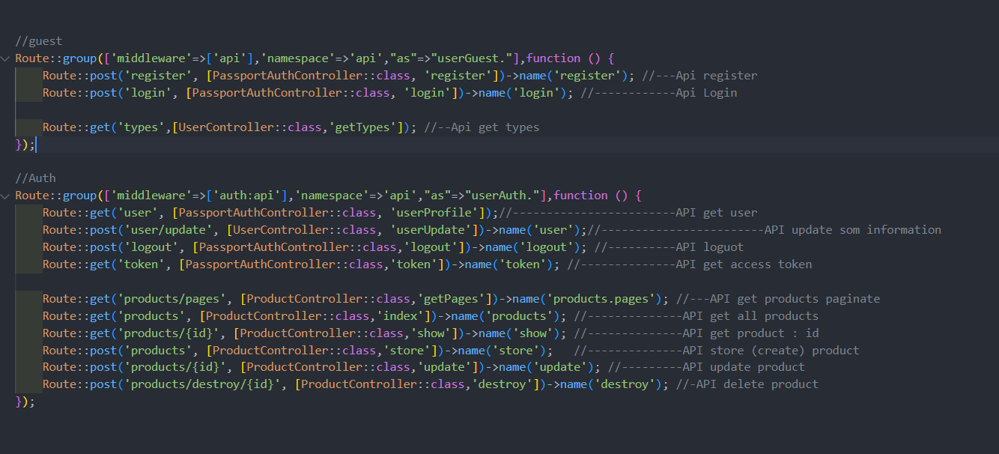 //guest
Route::group(['middleware'=>['api'],'namespace'=>'api',"as"=>"userGuest."],function () {
Route::post('register', [PassportAuthController::class, 'register'])->name('register'); //---Api register
Route::post('login', [PassportAuthController::class, 'login'])->name('login'); //------------Api Login
Route::get('types',[UserController::class,'getTypes']); //--Api get types
});
//Auth
Route::group(['middleware'=>['auth:api'],'namespace'=>'api',"as"=>"userAuth."],function () {
Route::get('user', [PassportAuthController::class, 'userProfile']);//------------------------API get user
Route::post('user/update', [UserController::class, 'userUpdate'])->name('user');//------------------------API update som information
Route::post('logout', [PassportAuthController::class,'logout'])->name('logout'); //----------API loguot
Route::get('token', [PassportAuthController::class,'token'])->name('token'); //--------------API get access token
Route::get('products/pages', [ProductController::class,'getPages'])->name('products.pages'); //---API get products paginate
Route::get('products', [ProductController::class,'index'])->name('products'); //--------------API get all products
Route::get('products/{id}', [ProductController::class,'show'])->name('show'); //--------------API get product : id
Route::post('products', [ProductController::class,'store'])->name('store');   //--------------API store (create) product
Route::post('products/{id}', [ProductController::class,'update'])->name('update'); //---------API update product
Route::post('products/destroy/{id}', [ProductController::class,'destroy'])->name('destroy'); //-API delete product
});